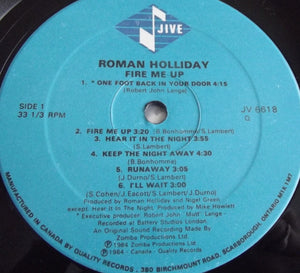 JIVE
ROMAN HOLLIDAY
FIRE ME UP
1. * ONE FOOT BACK IN YOUR DOOR 4:15
(Robert John Lange)
SIDE 1
33 1/3 RPM
JV 6618
2. FIRE ME UP 3:20 (B.Bonhomme/S.Lambert)
3. HEAR IT IN THE NIGHT 3:55
(S.Lambert)
4. KEEP THE NIGHT AWAY 4:30
(B.Bonhomme)
5. RUNAWAY 3:05
(J.Durno/S.Lambert)
6. I'LL WAIT 3:00
(S.Cohen/J.Eacott/S.Lambert/J.Durno)
Produced by Roman Holliday and Nigel Green,
except: Hear It In The Night, Produced by Mike Howlett
* Executive producer: Robert John "Mutt" Lange
Recorded at Battery Studios London.
An Original Sound Recording Made by
Zomba Productions Ltd
℗ 1984 Zomba Productions Ltd
© 1984 Canada - Quality Records
MANUFACTURED IN CANADA BY QUALITY RECORDS, 380 BIRCHMOUNT ROAD, SCARBOROUGH, ONTARIO M1K 1M7